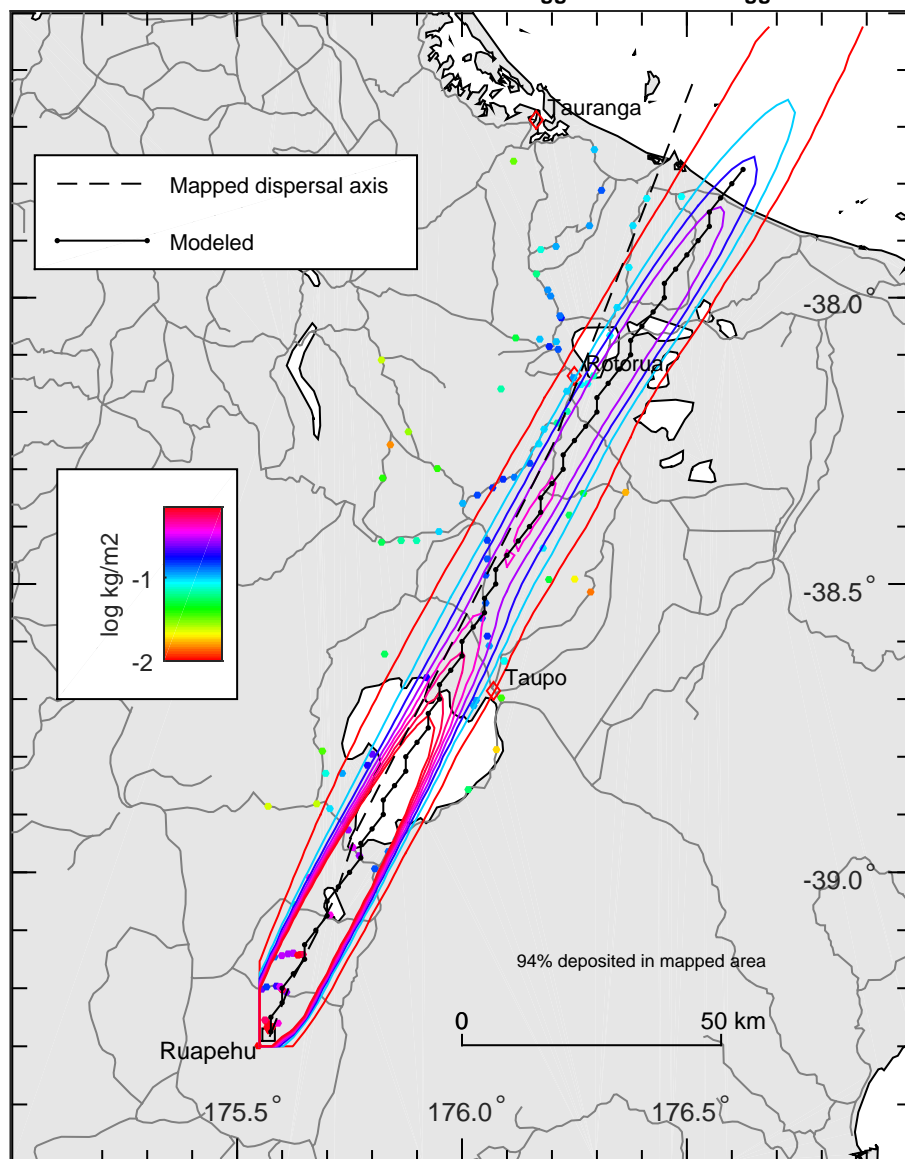 Tauranga
Mapped dispersal axis
Modeled
-38.0°
Rotorua
log kg/m2
-1
-2
-38.5°
Taupo
-39.0°
94% deposited in mapped area
0
50 km
Ruapehu
175.5°
176.0°
176.5°